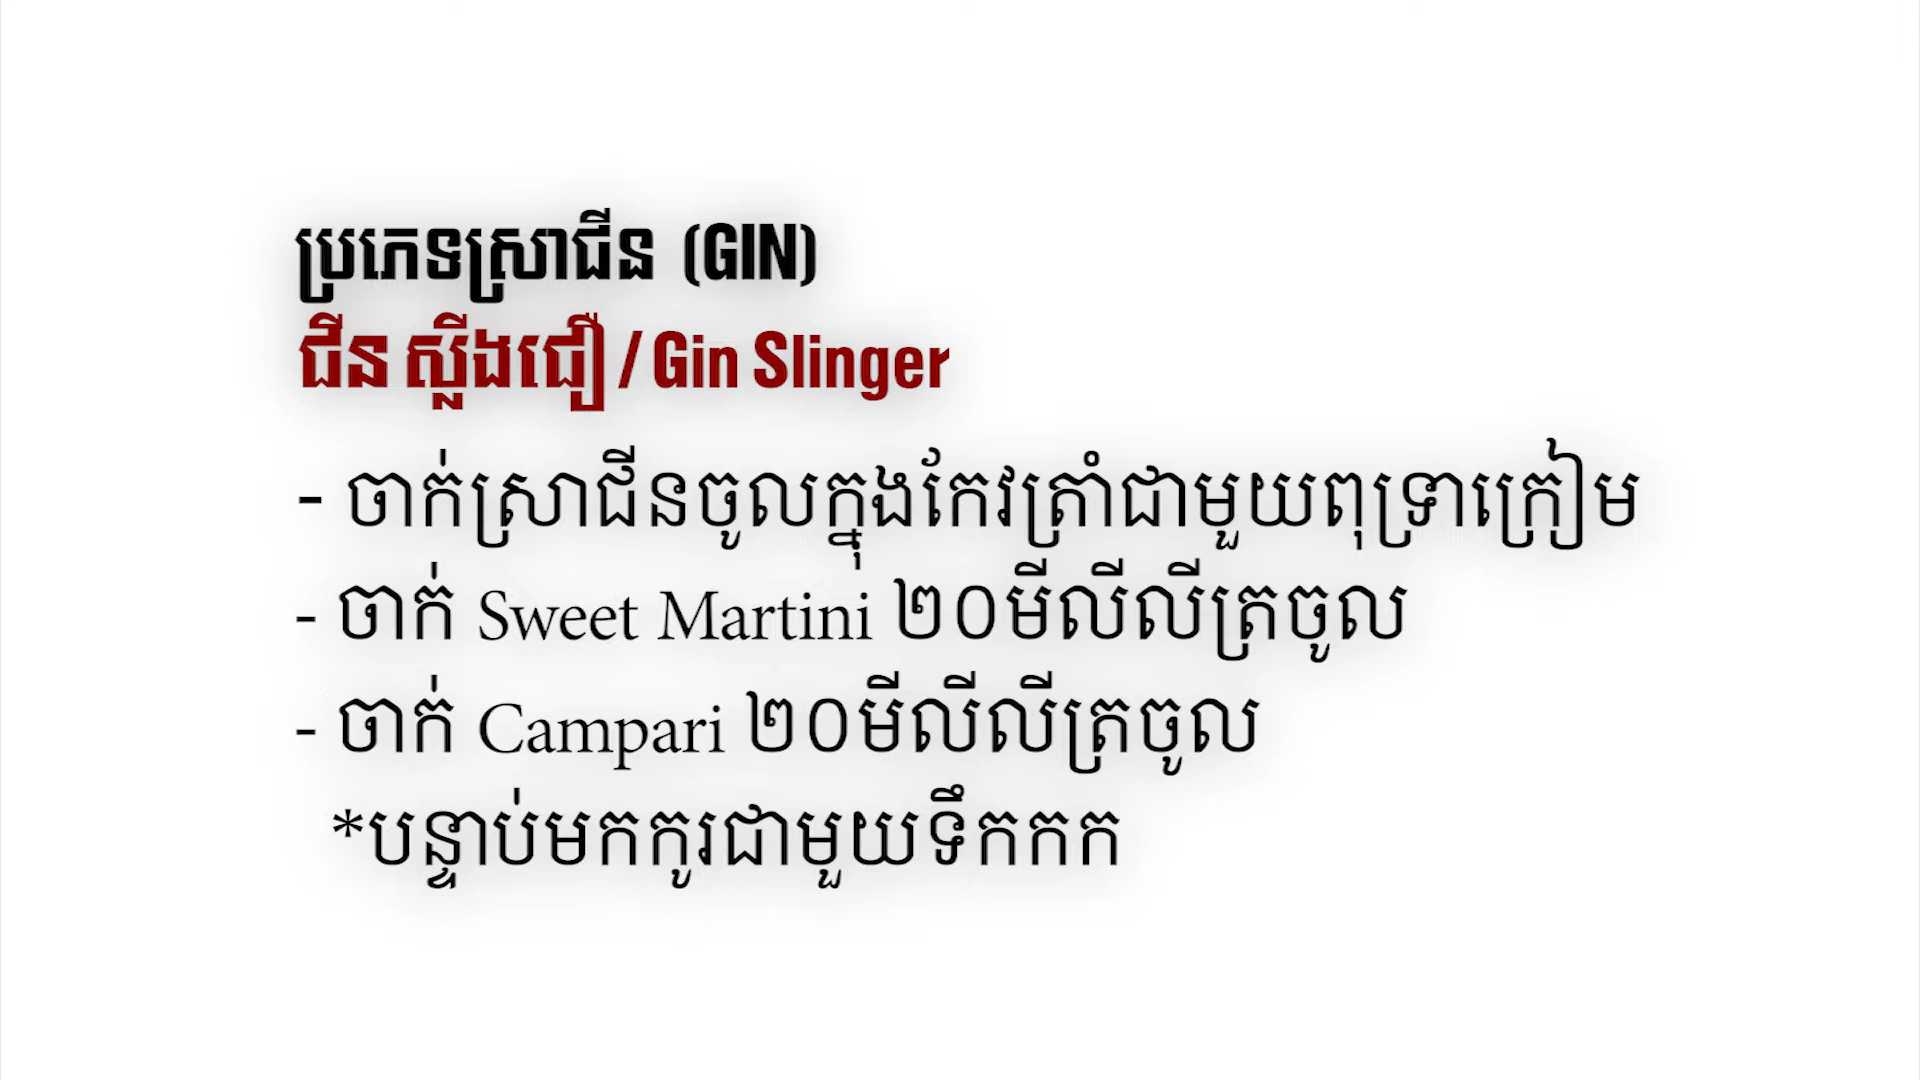 ប្រភេទស្រាជីន (GIN)
ជីន ស្លីងជឿ / Gin Slinger
- ចាក់ស្រាជីនចូលក្នុងកែវត្រាំជាមួយពុទ្រាក្រៀម
- ចាក់ Sweet Martini ២០មីលីលីត្រចូល
- ចាក់ Campari ២០មីលីលីត្រចូល
*បន្ទាប់មកកូរជាមួយទឹកកក